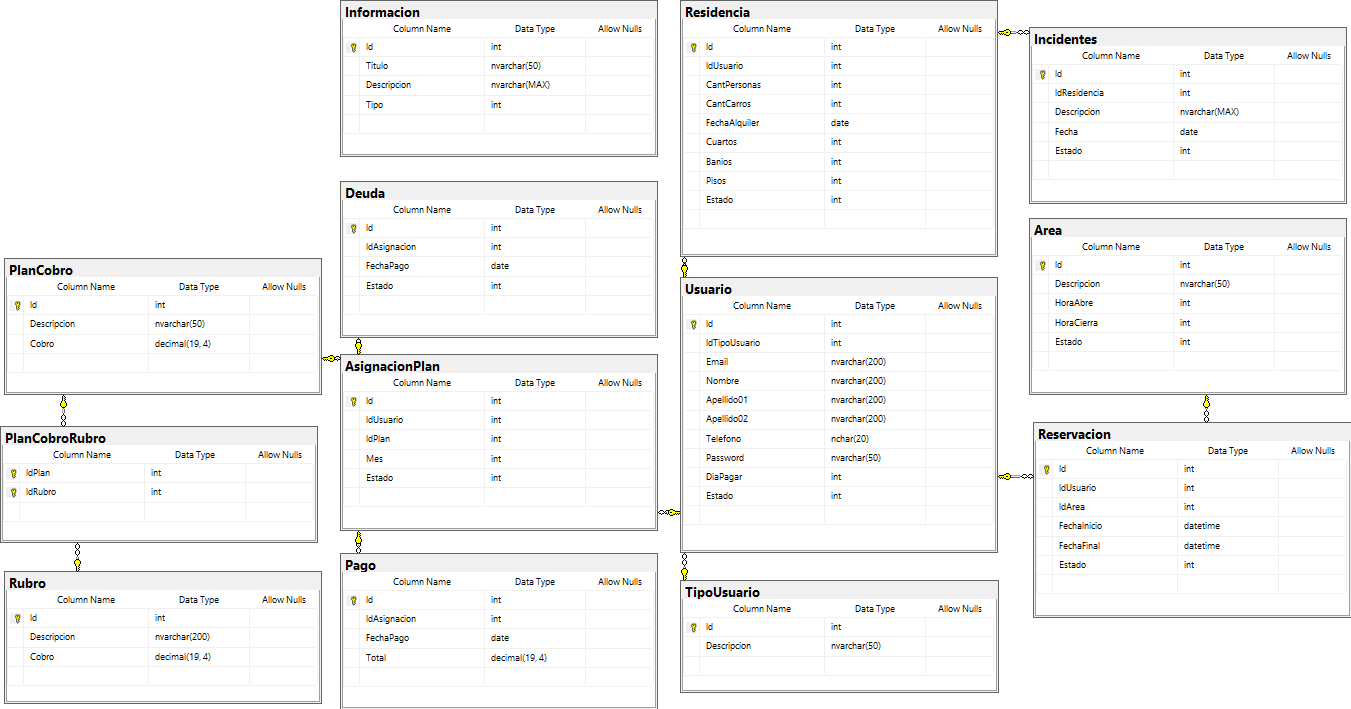 Informacion
Column Name Data Type Allow Nulls
Id int
Titulo nvarchar(50)
Descripcion nvarchar(MAX)
Tipo int
Residencia
Column Name Data Type Allow Nulls
Id int
IdUsuario int
CantPersonas int
CantCarros int
FechaAlquiler date
Cuartos int
Banios int
Pisos int
Estado int
Incidentes
Column Name Data Type Allow Nulls
Id int
IdResidencia int
Descripcion nvarchar(MAX)
Fecha date
Estado int
Deuda
Column Name Data Type Allow Nulls
Id int
IdAsignacion int
FechaPago date
Estado int
Area
Column Name Data Type Allow Nulls
Id int
Descripcion nvarchar(50)
HoraAbre int
HoraCierra int
Estado int
PlanCobro
Column Name Data Type Allow Nulls
Id int
Descripcion nvarchar(50)
Cobro decimal(19, 4)
Usuario
Column Name Data Type Allow Nulls
Id int
IdTipoUsuario int
Email nvarchar(200)
Nombre nvarchar(200)
Apellido01 nvarchar(200)
Apellido02 nvarchar(200)
Telefono nchar(20)
Password nvarchar(50)
DiaPagar int
Estado int
AsignacionPlan
Column Name Data Type Allow Nulls
Id int
IdUsuario int
IdPlan int
Mes int
Estado int
PlanCobroRubro
Column Name Data Type Allow Nulls
IdPlan int
IdRubro int
Reservacion
Column Name Data Type Allow Nulls
Id int
IdUsuario int
IdArea int
FechaInicio datetime
FechaFinal datetime
Estado int
Rubro
Column Name Data Type Allow Nulls
Id int
Descripcion nvarchar(200)
Cobro decimal(19, 4)
Pago
Column Name Data Type Allow Nulls
Id int
IdAsignacion int
FechaPago date
Total decimal(19, 4)
TipoUsuario
Column Name Data Type Allow Nulls
Id int
Descripcion nvarchar(50)